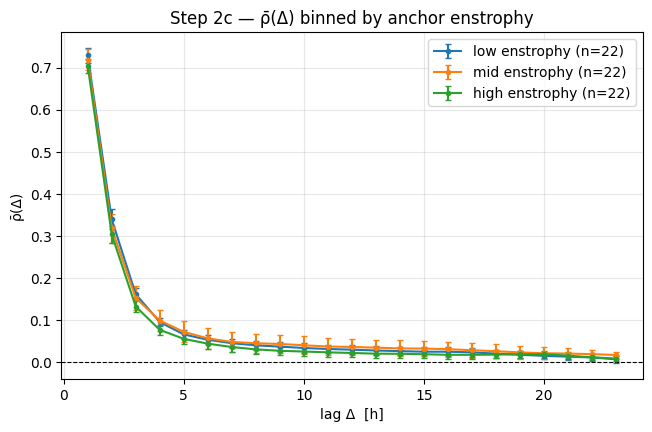 Step 2c — ρ̄(Δ) binned by anchor enstrophy
low enstrophy (n=22)
mid enstrophy (n=22)
high enstrophy (n=22)
ρ̄(Δ)
0.7
0.6
0.5
0.4
0.3
0.2
0.1
0.0
0
5
10
15
20
lag Δ [h]